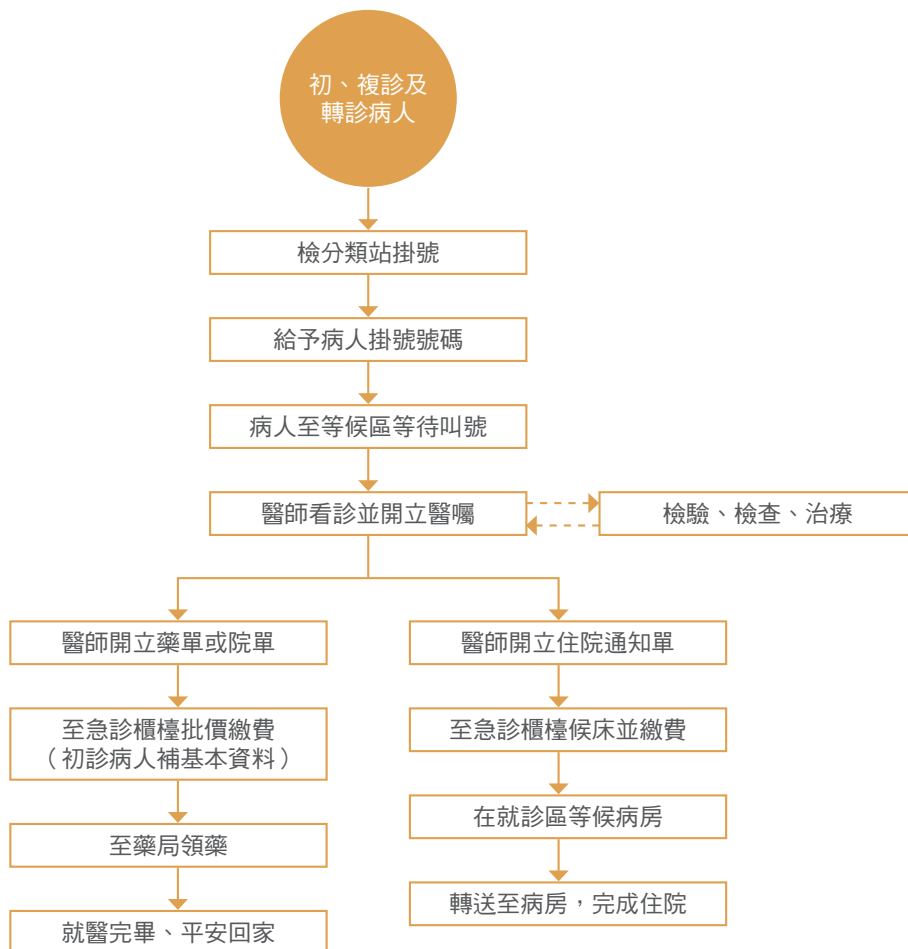 初、複診及
轉診病人
檢分類站掛號
給予病人掛號號碼
病人至等候區等待叫號
醫師看診並開立醫囑
檢驗、檢查、治療
醫師開立藥單或院單
醫師開立住院通知單
至急診櫃檯批價繳費
（初診病人補基本資料）
至急診櫃檯候床並繳費
在就診區等候病房
至藥局領藥
轉送至病房，完成住院
就醫完畢、平安回家